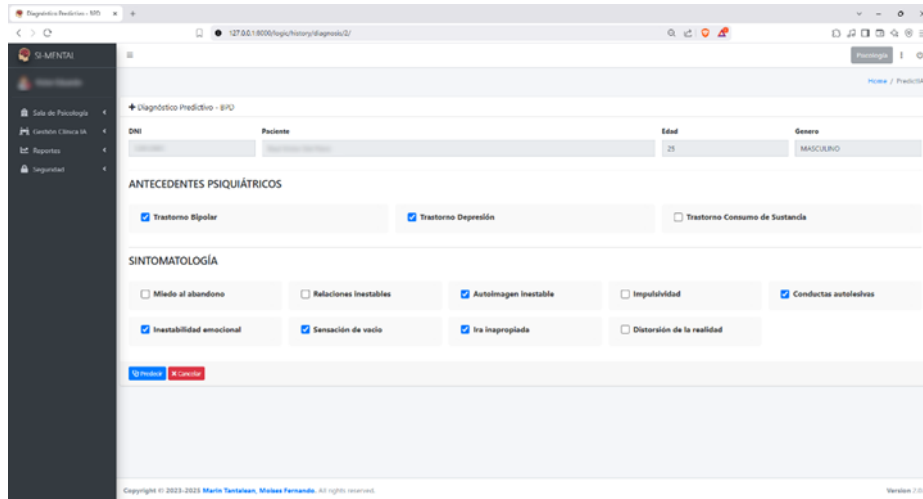 Diagnóstico Predictivo - BPD
127.0.0.1:8000/logic/history/diagnosis/2/
SI-MENTAL
Psicología
Home / Predicti
Sala de Psicología
Gestión Clínica IA
Reportes
Seguridad
Diagnóstico Predictivo - BPD
DNI Paciente Edad Genero
25 MASCULINO
ANTECEDENTES PSIQUIÁTRICOS
Trastorno Bipolar Trastorno Depresión Trastorno Consumo de Sustancia
SINTOMATOLOGÍA
Miedo al abandono Relaciones inestables Autoimagen inestable Impulsividad Conductas autolesivas
Inestabilidad emocional Sensación de vacio Ira inapropiada Distorsión de la realidad
Predecir Cancelar
Copyright © 2023-2025 Marin Tantalean, Moises Fernando. All rights reserved.
Version